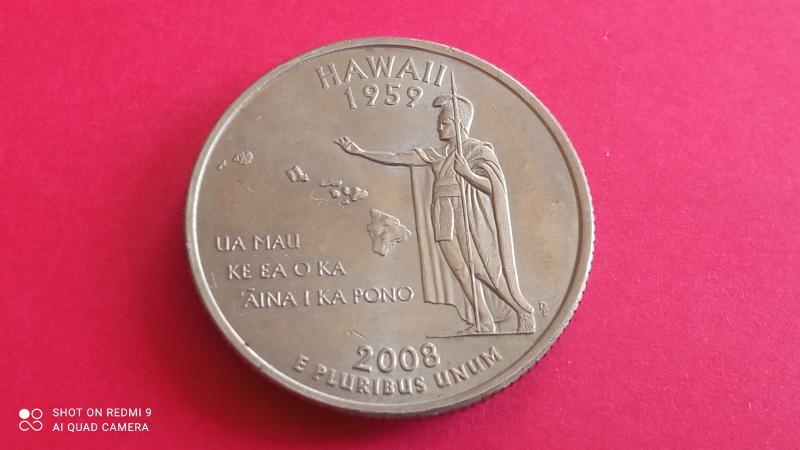 HAWAII
1959
UA MAU
KE EA O KA
ʻĀINA I KA PONO
2008
E PLURIBUS UNUM
SHOT ON REDMI 9
AI QUAD CAMERA